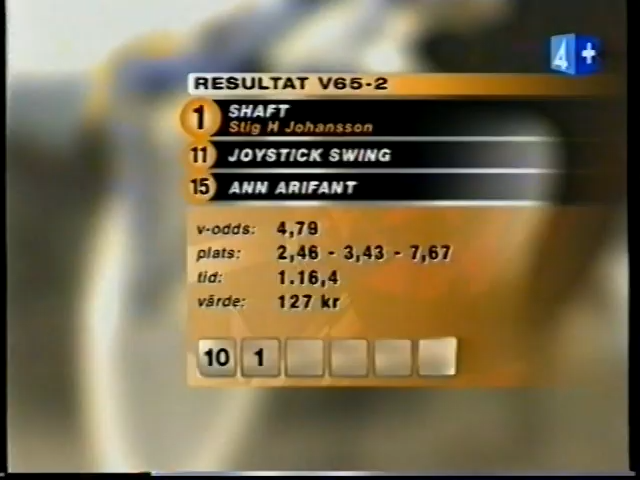 4+
RESULTAT V65-2
1 SHAFT
Stig H Johansson
11 JOYSTICK SWING
15 ANN ARIFANT
v-odds: 4,79
plats: 2,46 - 3,43 - 7,67
tid: 1.16,4
värde: 127 kr
10 1